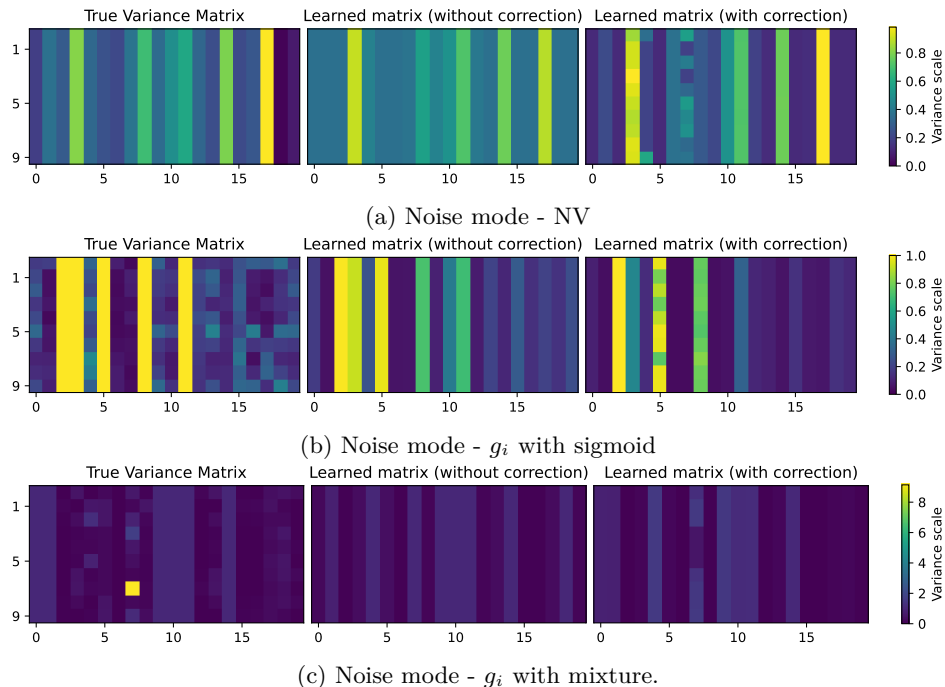 True Variance Matrix Learned matrix (without correction) Learned matrix (with correction)
1
5
9
0 5 10 15 0 5 10 15 0 5 10 15
0.8
0.6
0.4
0.2
0.0
Variance scale
(a) Noise mode - NV
True Variance Matrix Learned matrix (without correction) Learned matrix (with correction)
1
5
9
0 5 10 15 0 5 10 15 0 5 10 15
1.0
0.8
0.6
0.4
0.2
0.0
Variance scale
(b) Noise mode - gᵢ with sigmoid
True Variance Matrix Learned matrix (without correction) Learned matrix (with correction)
1
5
9
0 5 10 15 0 5 10 15 0 5 10 15
8
6
4
2
0
Variance scale
(c) Noise mode - gᵢ with mixture.